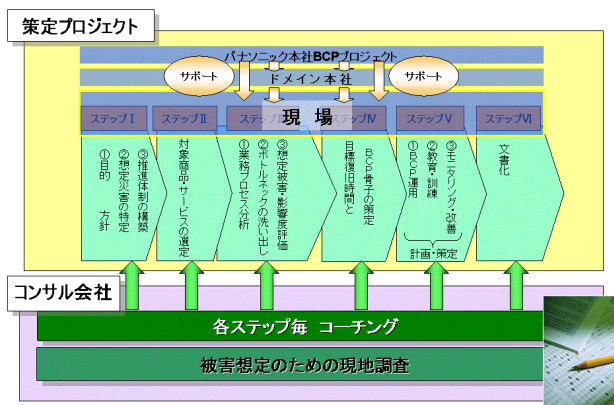 策定プロジェクト
パナソニック本社BCPプロジェクト
サポート
サポート
ドメイン本社
現 場
ステップⅠ
ステップⅡ
ステップ
ステップⅣ
ステップⅤ
ステップⅥ
①目的 方針
②想定災害の特定
③推進体制の構築
対象商品・サービスの選定
①業務プロセス分析
②ボトルネックの洗い出し
③想定被害・影響度評価
目標復旧時間と
BCP骨子の策定
①BCP運用
②教育・訓練
③モニタリング・改善
計画・策定
文書化
コンサル会社
各ステップ毎 コーチング
被害想定のための現地調査